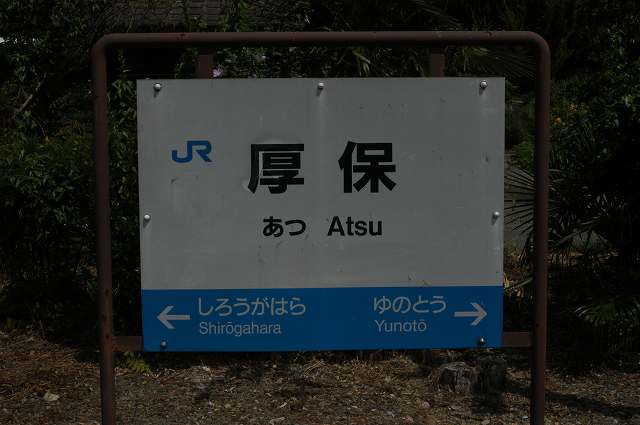 JR 厚保
あつ Atsu
← しろうがはら ゆのとう →
Shirōgahara Yunotō